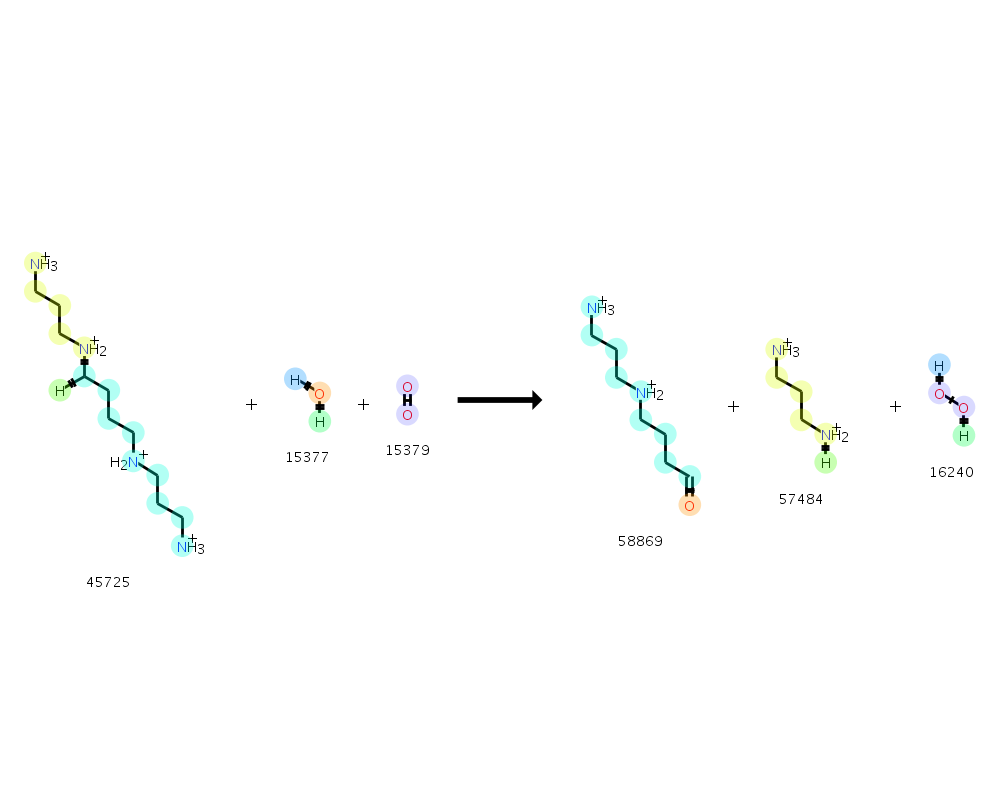 NH3+
NH2+
H
H2N+
NH3+
45725
+
H
O
H
15377
+
O
O
15379
NH3+
NH2+
O
58869
+
NH3+
NH2+
H
57484
+
H
O
O
H
16240